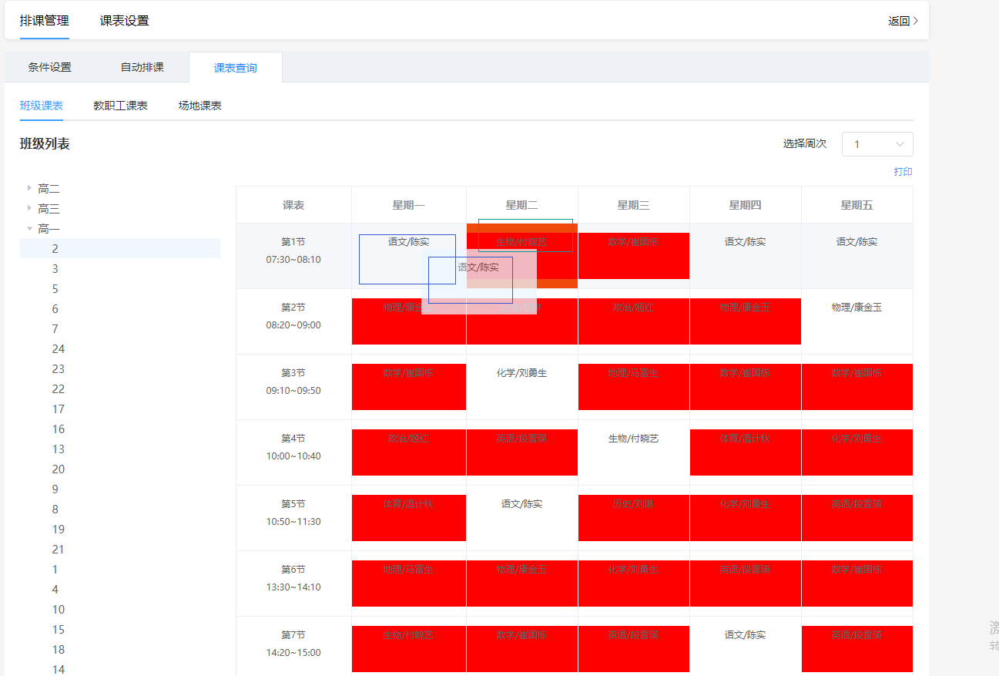 排课管理 课表设置 返回
条件设置 自动排课 课表查询
班级课表 教职工课表 场地课表
班级列表 选择周次 1
打印
高二
高三
高一
2
3
5
6
7
24
23
22
17
16
13
20
9
8
19
21
1
4
10
15
18
14
课表 星期一 星期二 星期三 星期四 星期五
第1节 语文/陈实 生物/付晓艺 数学/崔国栋 语文/陈实 语文/陈实
07:30~08:10
语文/陈实
第2节 物理/康金 政治/姬红 物理/康金玉 物理/康金玉
08:20~09:00
第3节 数学/崔国栋 化学/刘勇生 地理/马富生 数学/崔国栋 数学/崔国栋
09:10~09:50
第4节 政治/姬红 英语/段雪瑛 生物/付晓艺 体育/温计秋 化学/刘勇生
10:00~10:40
第5节 体育/温计秋 语文/陈实 历史/刘琳 化学/刘勇生 英语/段雪瑛
10:50~11:30
第6节 地理/马富生 物理/康金玉 化学/刘勇生 英语/段雪瑛 数学/崔国栋
13:30~14:10
第7节 生物/付晓艺 数学/崔国栋 英语/段雪瑛 语文/陈实 英语/段雪瑛
14:20~15:00